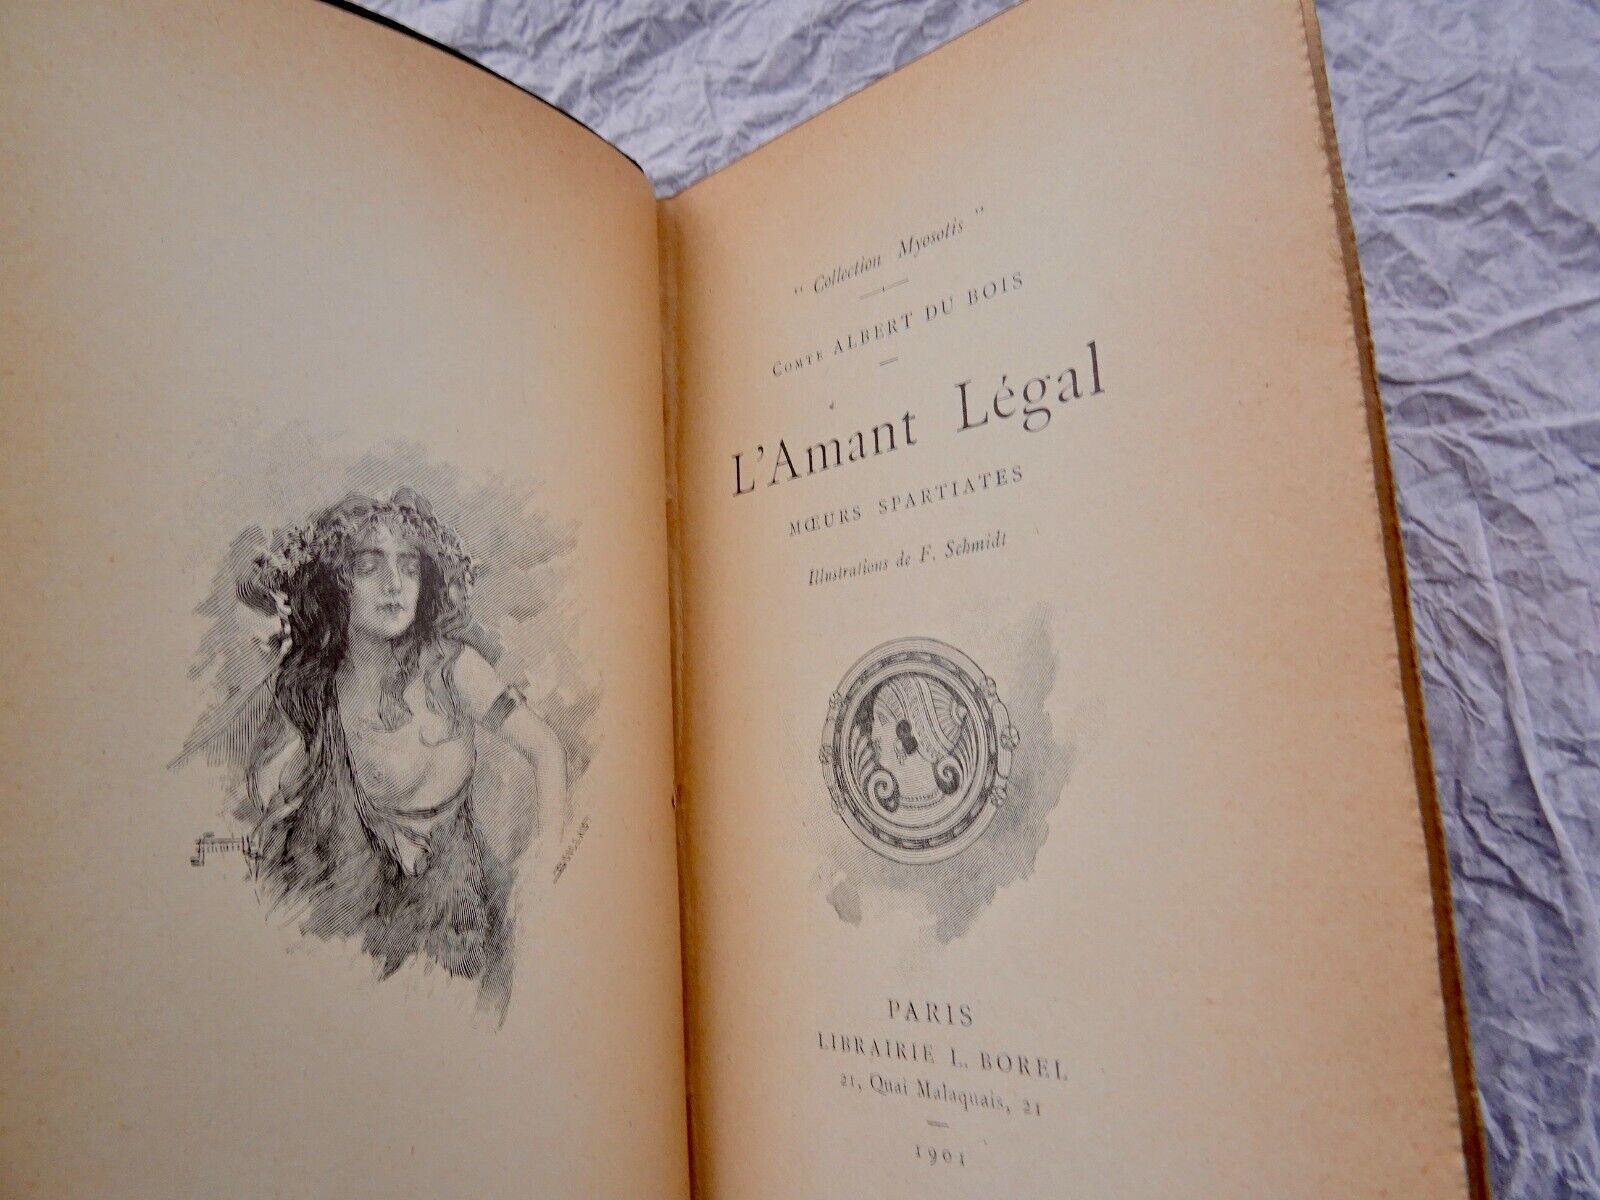 " Collection Myosotis "
COMTE ALBERT DU BOIS
L'Amant Légal
MŒURS SPARTIATES
Illustrations de F. Schmidt
PARIS
LIBRAIRIE L. BOREL
21, Quai Malaquais, 21
1901